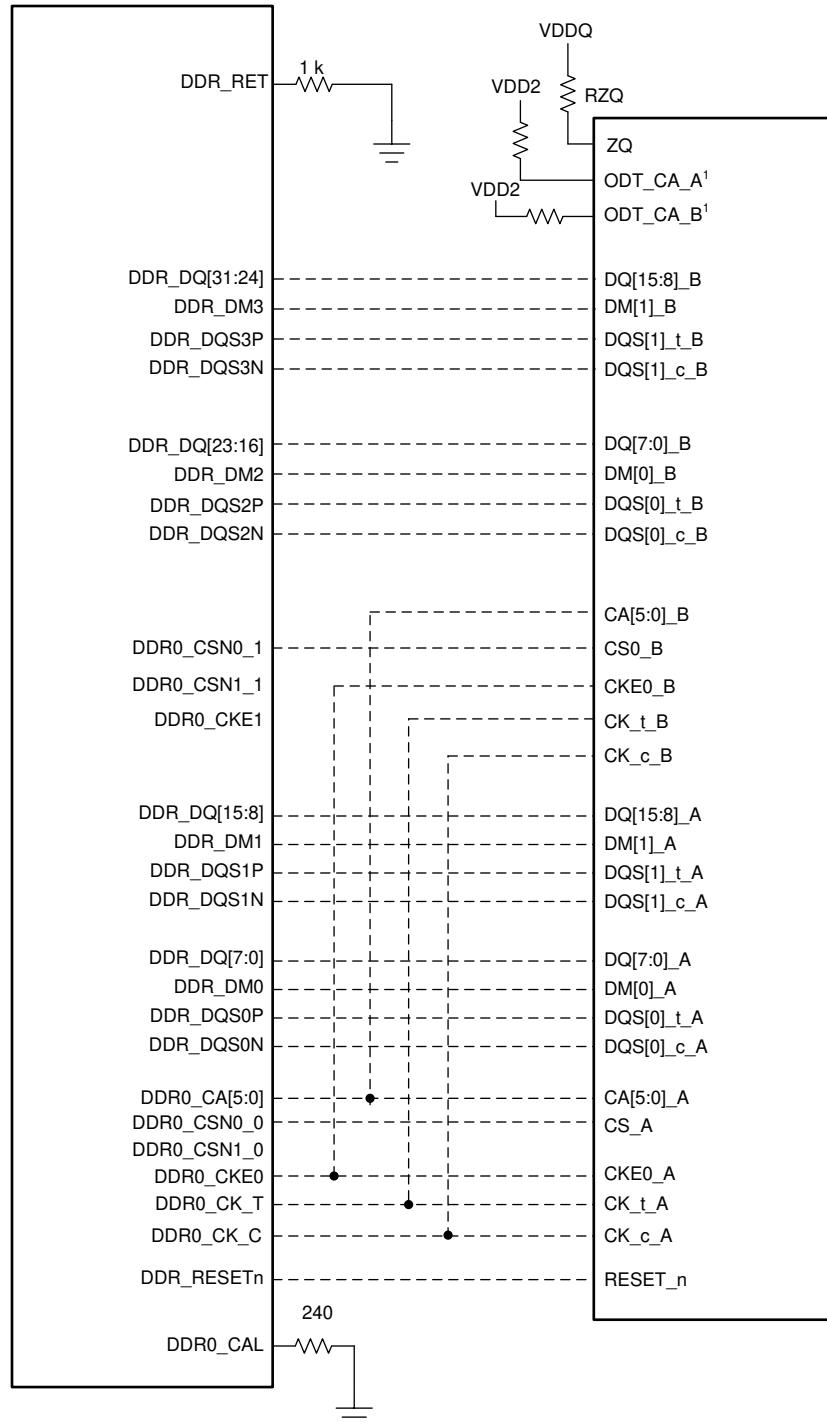 VDDQ
DDR_RET
1 k
VDD2
RZQ
ZQ
ODT_CA_A¹
VDD2
ODT_CA_B¹
DDR_DQ[31:24]
DQ[15:8]_B
DDR_DM3
DM[1]_B
DDR_DQS3P
DQS[1]_t_B
DDR_DQS3N
DQS[1]_c_B
DDR_DQ[23:16]
DQ[7:0]_B
DDR_DM2
DM[0]_B
DDR_DQS2P
DQS[0]_t_B
DDR_DQS2N
DQS[0]_c_B
CA[5:0]_B
DDR0_CSN0_1
CS0_B
DDR0_CSN1_1
CKE0_B
DDR0_CKE1
CK_t_B
CK_c_B
DDR_DQ[15:8]
DQ[15:8]_A
DDR_DM1
DM[1]_A
DDR_DQS1P
DQS[1]_t_A
DDR_DQS1N
DQS[1]_c_A
DDR_DQ[7:0]
DQ[7:0]_A
DDR_DM0
DM[0]_A
DDR_DQS0P
DQS[0]_t_A
DDR_DQS0N
DQS[0]_c_A
DDR0_CA[5:0]
CA[5:0]_A
DDR0_CSN0_0
CS_A
DDR0_CSN1_0
DDR0_CKE0
CKE0_A
DDR0_CK_T
CK_t_A
DDR0_CK_C
CK_c_A
DDR_RESETn
RESET_n
240
DDR0_CAL